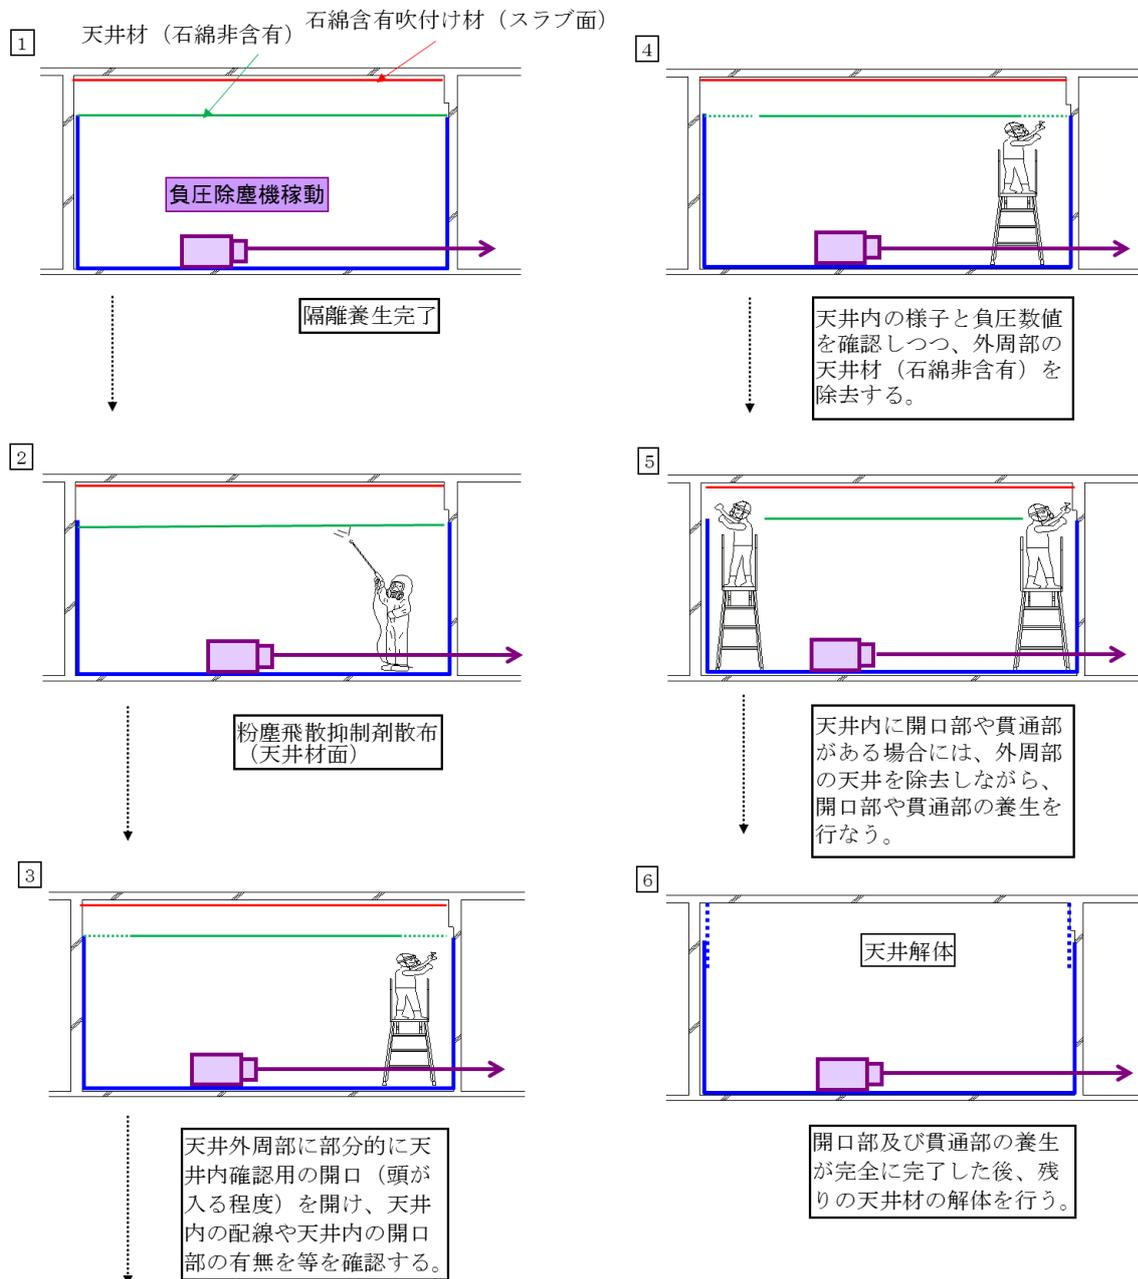 1
天井材（石綿非含有）
石綿含有吹付け材（スラブ面）
負圧除塵機稼動
隔離養生完了
2
粉塵飛散抑制剤散布
（天井材面）
3
天井外周部に部分的に天
井内確認用の開口（頭が
入る程度）を開け、天井
内の配線や天井内の開口
部の有無を等を確認する。
4
天井内の様子と負圧数値
を確認しつつ、外周部の
天井材（石綿非含有）を
除去する。
5
天井内に開口部や貫通部
がある場合には、外周部
の天井を除去しながら、
開口部や貫通部の養生を
行なう。
6
天井解体
開口部及び貫通部の養生
が完全に完了した後、残
りの天井材の解体を行う。